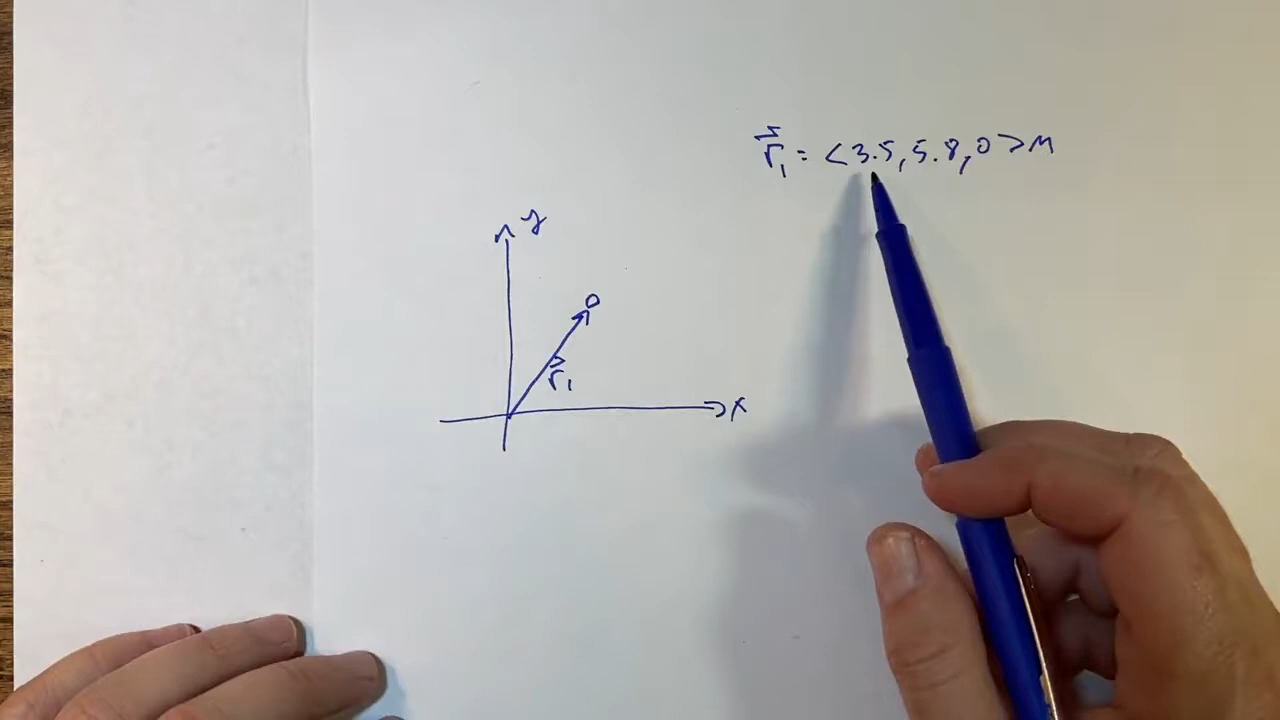 r⃗₁ = <3.5, 5.8, 0> m
y
r⃗₁
x